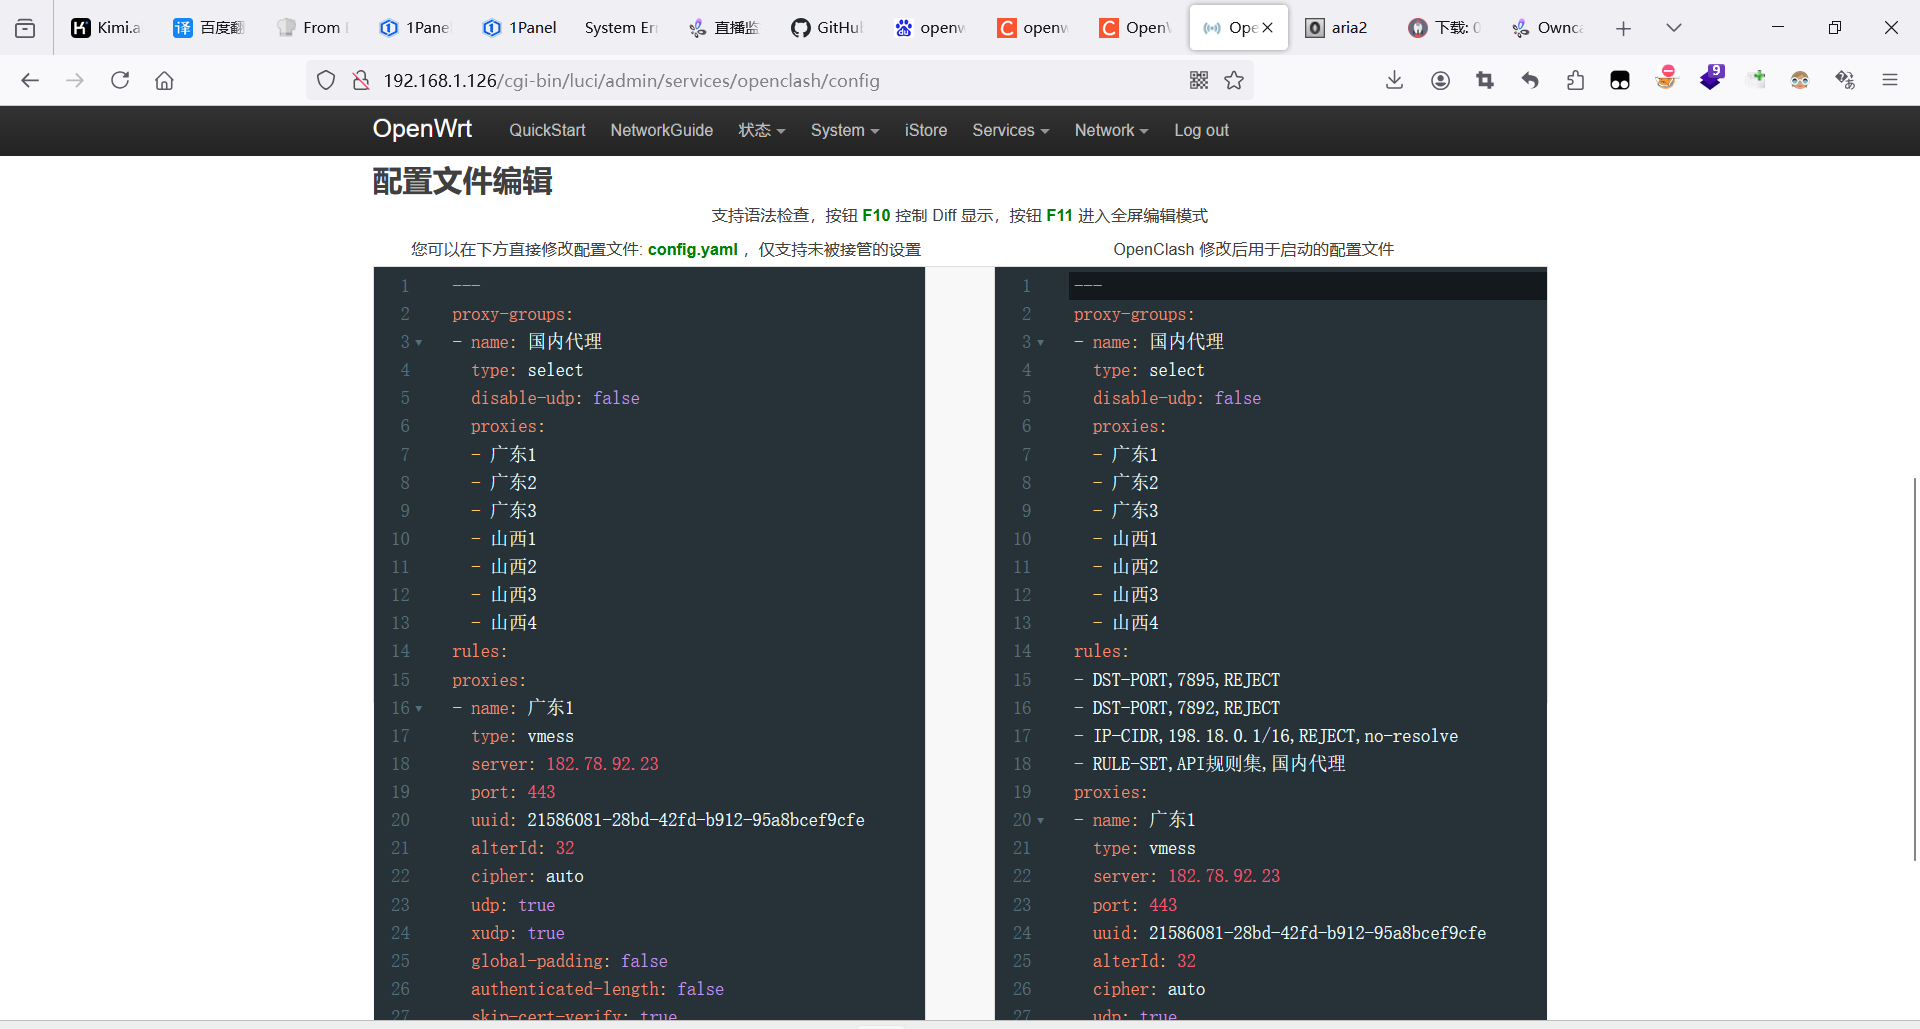 Kimi.a
百度翻
From
1Pane
1Panel
System Er
直播监
GitHu
openw
openw
Open
Ope
aria2
下载: 0
Ownca
192.168.1.126/cgi-bin/luci/admin/services/openclash/config
9
OpenWrt QuickStart NetworkGuide 状态 System iStore Services Network Log out
配置文件编辑
支持语法检查，按钮 F10 控制 Diff 显示，按钮 F11 进入全屏编辑模式
您可以在下方直接修改配置文件: config.yaml ，仅支持未被接管的设置
1 ---
2 proxy-groups:
3 - name: 国内代理
4 type: select
5 disable-udp: false
6 proxies:
7 - 广东1
8 - 广东2
9 - 广东3
10 - 山西1
11 - 山西2
12 - 山西3
13 - 山西4
14 rules:
15 proxies:
16 - name: 广东1
17 type: vmess
18 server: 182.78.92.23
19 port: 443
20 uuid: 21586081-28bd-42fd-b912-95a8bcef9cfe
21 alterId: 32
22 cipher: auto
23 udp: true
24 xudp: true
25 global-padding: false
26 authenticated-length: false
27 skip-cert-verify: true
OpenClash 修改后用于启动的配置文件
1 ---
2 proxy-groups:
3 - name: 国内代理
4 type: select
5 disable-udp: false
6 proxies:
7 - 广东1
8 - 广东2
9 - 广东3
10 - 山西1
11 - 山西2
12 - 山西3
13 - 山西4
14 rules:
15 - DST-PORT,7895,REJECT
16 - DST-PORT,7892,REJECT
17 - IP-CIDR,198.18.0.1/16,REJECT,no-resolve
18 - RULE-SET,API规则集,国内代理
19 proxies:
20 - name: 广东1
21 type: vmess
22 server: 182.78.92.23
23 port: 443
24 uuid: 21586081-28bd-42fd-b912-95a8bcef9cfe
25 alterId: 32
26 cipher: auto
27 udp: true